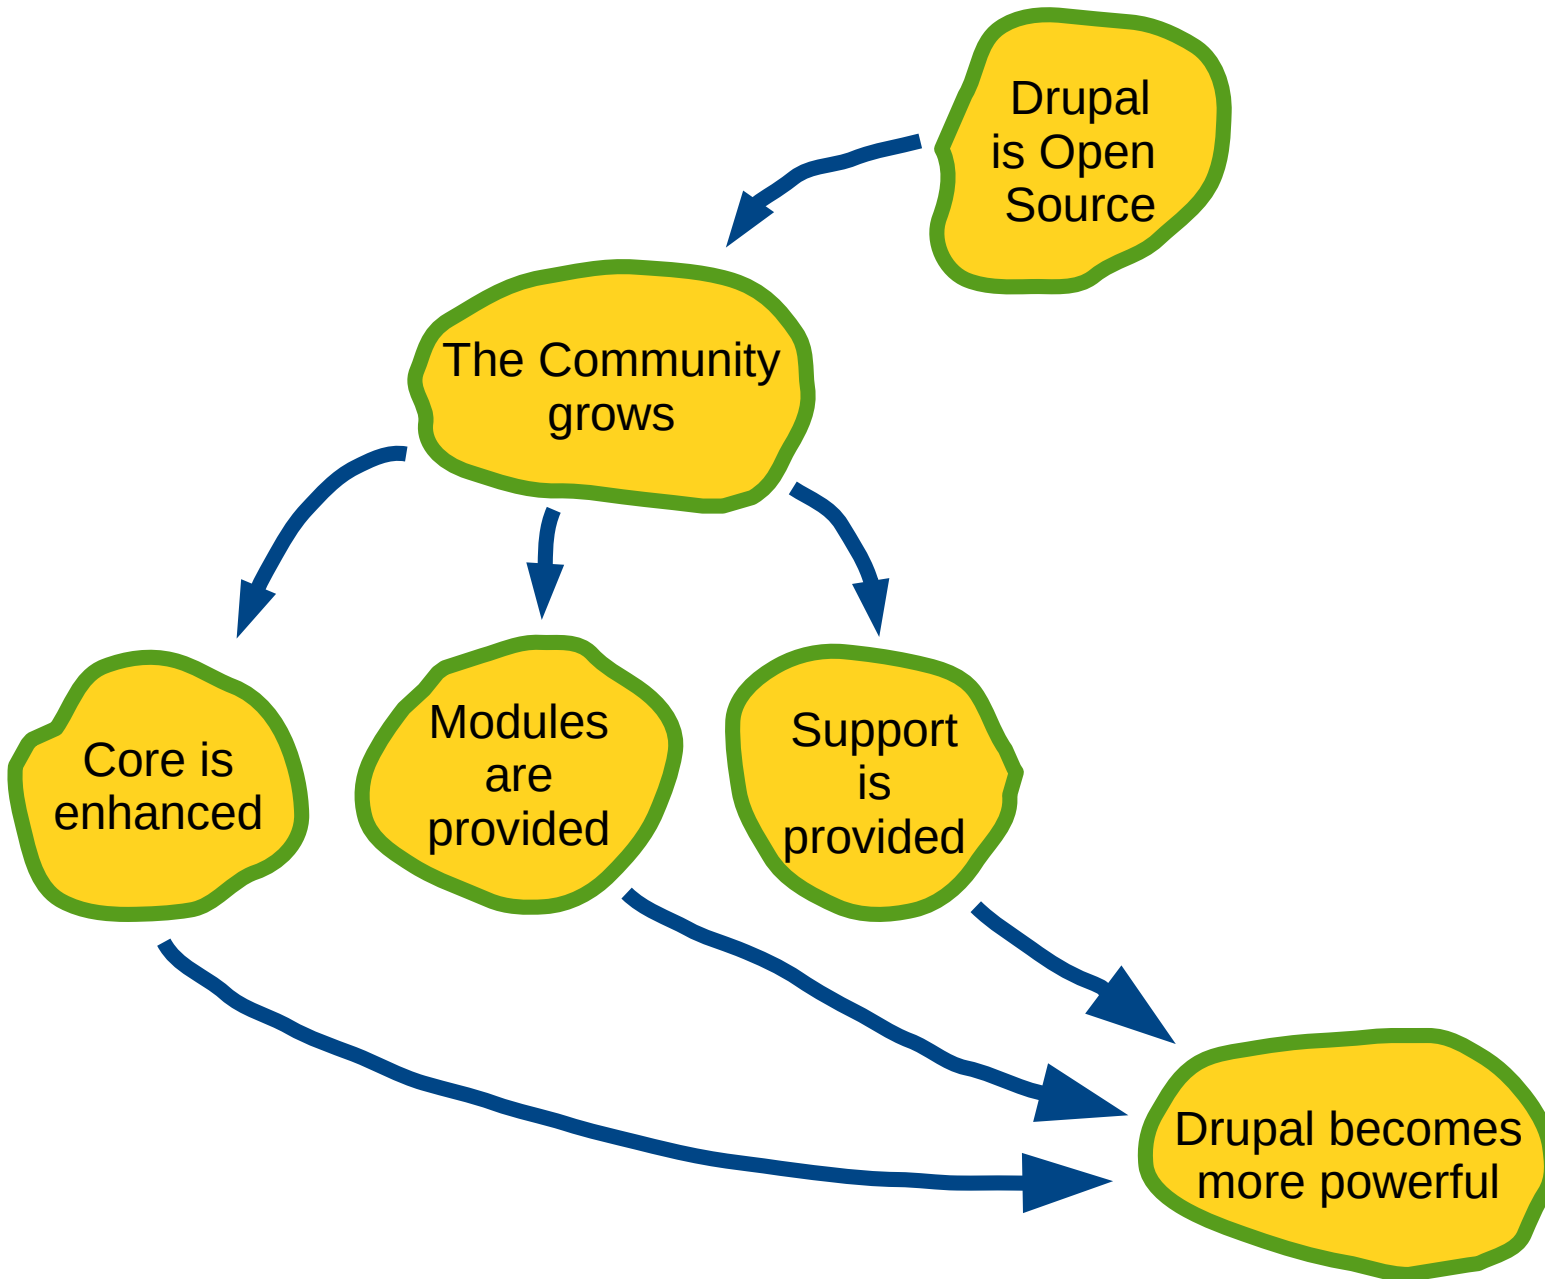 Drupal
is Open
Source
The Community
grows
Core is
enhanced
Modules
are
provided
Support
is
provided
Drupal becomes
more powerful